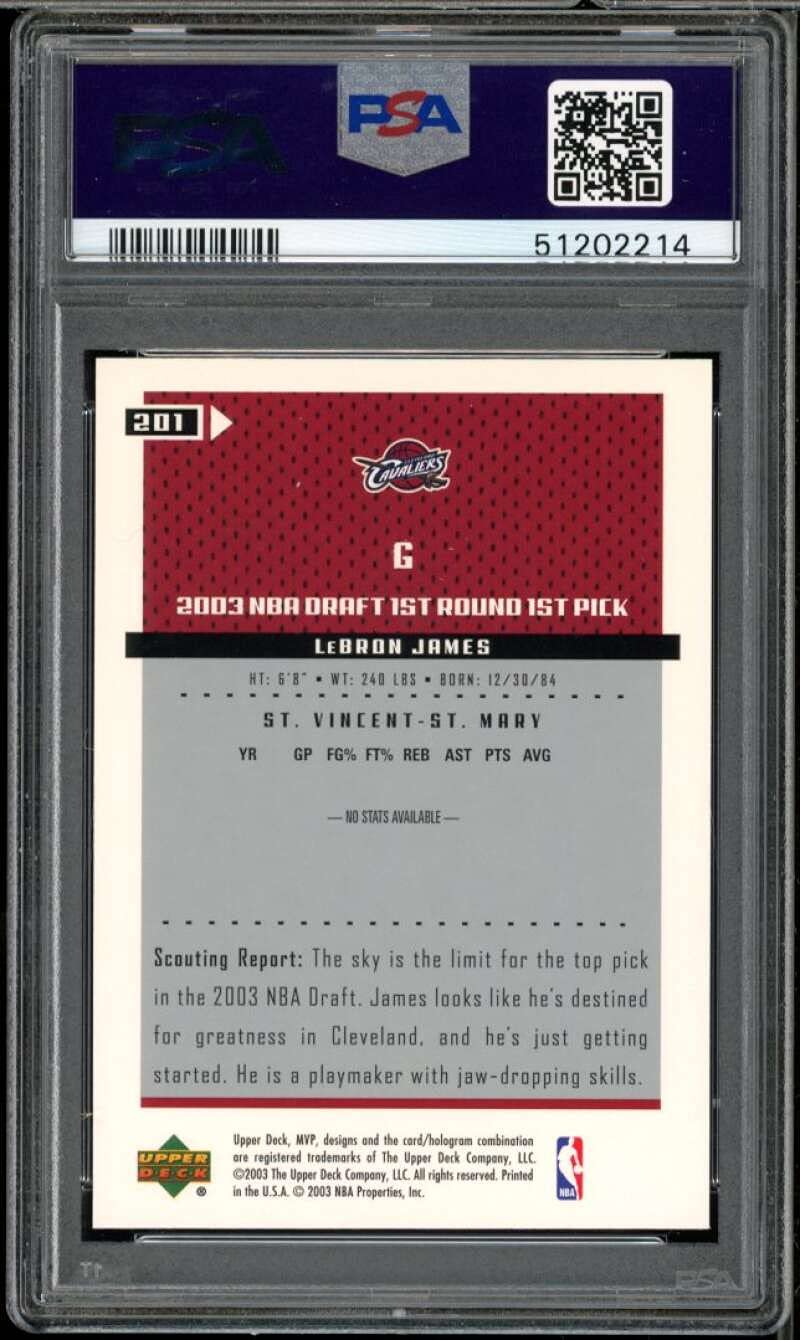 PSA
PSA
51202214
201
CLEVELAND
CAVALIERS
G
2003 NBA DRAFT 1ST ROUND 1ST PICK
LEBRON JAMES
HT: 6'8" • WT: 240 LBS • BORN: 12/30/84
ST. VINCENT-ST. MARY
YR GP FG% FT% REB AST PTS AVG
— NO STATS AVAILABLE —
Scouting Report: The sky is the limit for the top pick
in the 2003 NBA Draft. James looks like he's destined
for greatness in Cleveland, and he's just getting
started. He is a playmaker with jaw-dropping skills.
UPPER
DECK
®
Upper Deck, MVP, designs and the card/hologram combination
are registered trademarks of The Upper Deck Company, LLC.
©2003 The Upper Deck Company, LLC. All rights reserved. Printed
in the U.S.A. © 2003 NBA Properties, Inc.
NBA
PSA